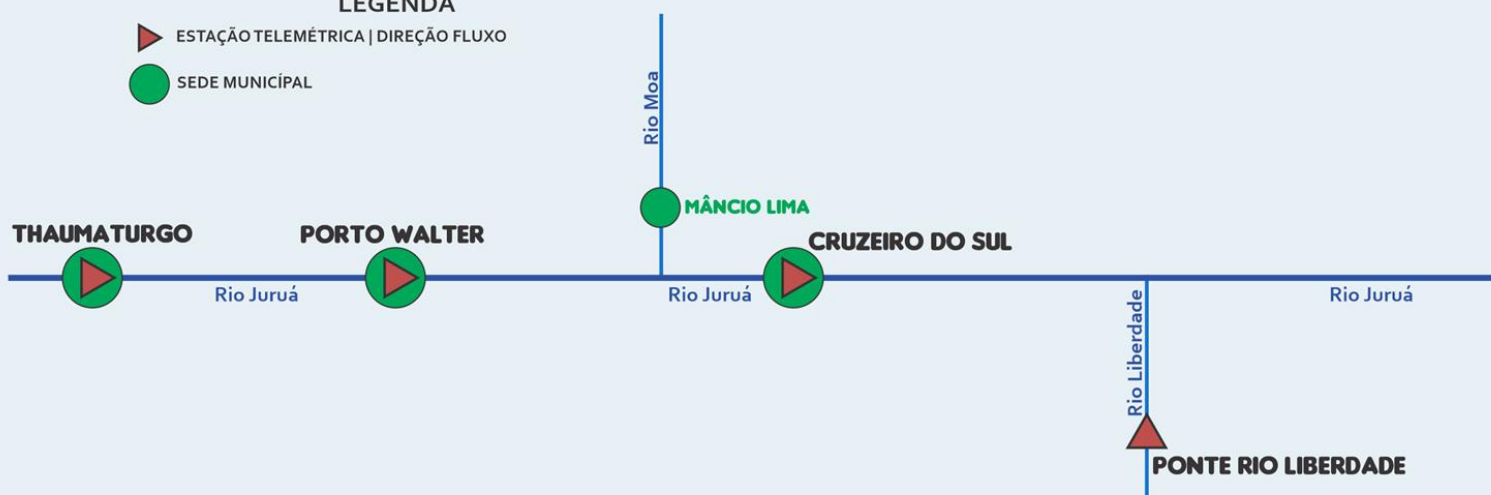 LEGENDA
ESTAÇÃO TELEMÉTRICA | DIREÇÃO FLUXO
SEDE MUNICÍPAL
Rio Moa
MÂNCIO LIMA
THAUMATURGO
PORTO WALTER
CRUZEIRO DO SUL
Rio Juruá
Rio Juruá
Rio Juruá
Rio Liberdade
PONTE RIO LIBERDADE